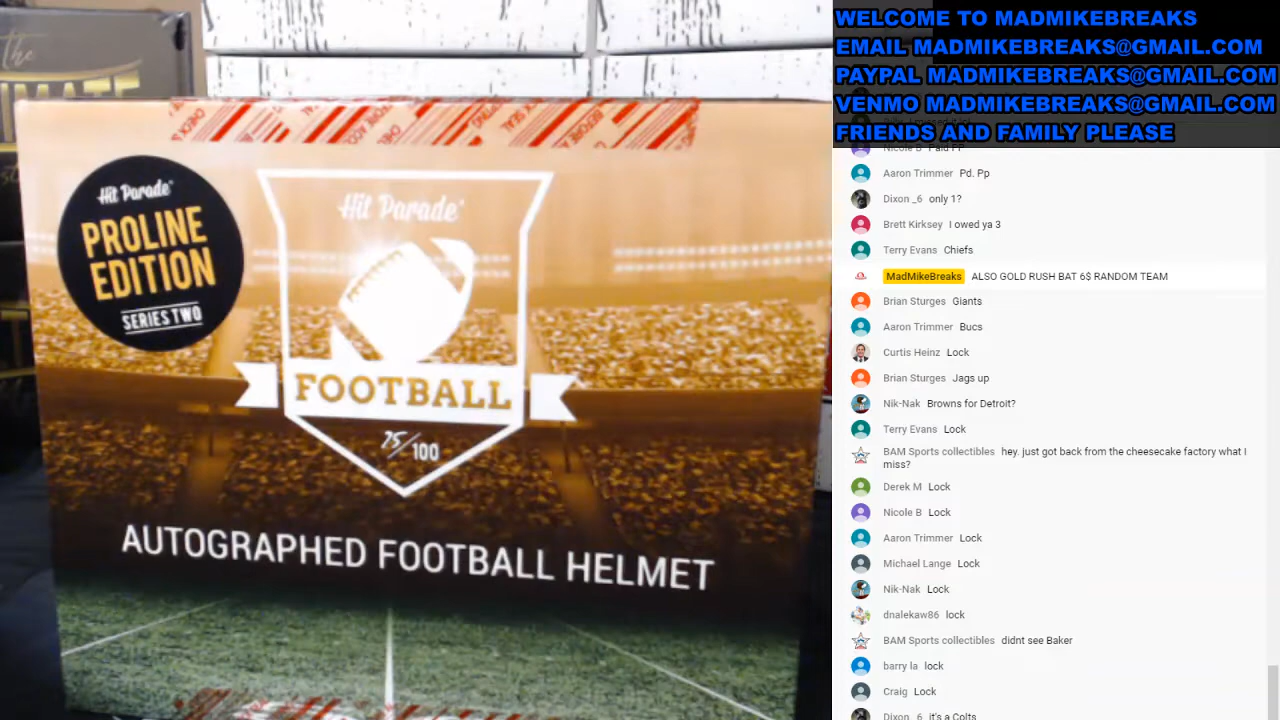 WELCOME TO MADMIKEBREAKS
EMAIL MADMIKEBREAKS@GMAIL.COM
PAYPAL MADMIKEBREAKS@GMAIL.COM
VENMO MADMIKEBREAKS@GMAIL.COM
FRIENDS AND FAMILY PLEASE
the
Hit Parade
PROLINE
EDITION
SERIES TWO
Hit Parade
FOOTBALL
25/100
AUTOGRAPHED FOOTBALL HELMET
Nicole B Paid PP
Aaron Trimmer Pd. Pp
Dixon _6 only 1?
Brett Kirksey I owed ya 3
Terry Evans Chiefs
MadMikeBreaks ALSO GOLD RUSH BAT 6$ RANDOM TEAM
Brian Sturges Giants
Aaron Trimmer Bucs
Curtis Heinz Lock
Brian Sturges Jags up
Nik-Nak Browns for Detroit?
Terry Evans Lock
BAM Sports collectibles hey. just got back from the cheesecake factory what I
miss?
Derek M Lock
Nicole B Lock
Aaron Trimmer Lock
Michael Lange Lock
Nik-Nak Lock
dnalekaw86 lock
BAM Sports collectibles didnt see Baker
barry la lock
Craig Lock
Dixon _6 it's a Colts